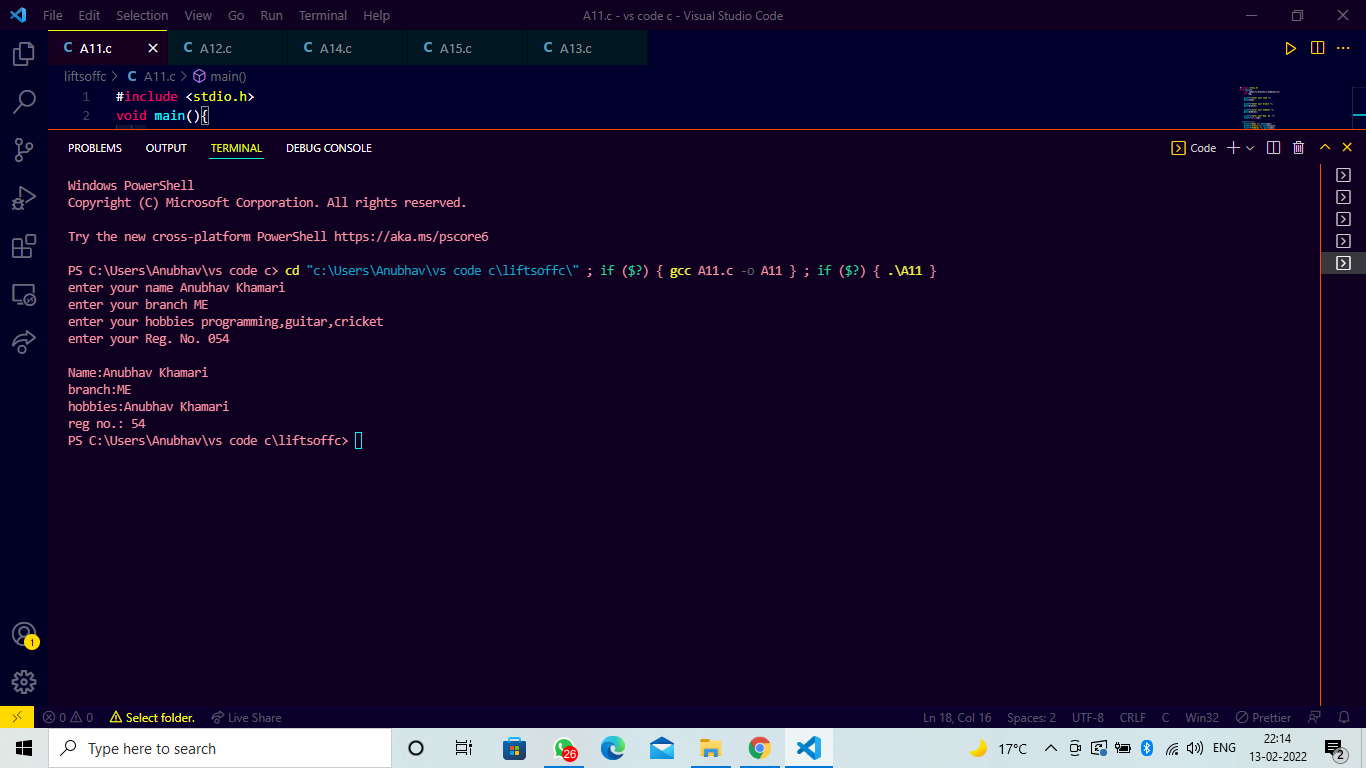 File Edit Selection View Go Run Terminal Help A11.c - vs code c - Visual Studio Code
C A11.c C A12.c C A14.c C A15.c C A13.c
liftsoffc > C A11.c > main()
1 #include <stdio.h>
2 void main(){
PROBLEMS OUTPUT TERMINAL DEBUG CONSOLE Code
Windows PowerShell
Copyright (C) Microsoft Corporation. All rights reserved.
Try the new cross-platform PowerShell https://aka.ms/pscore6
PS C:\Users\Anubhav\vs code c> cd "c:\Users\Anubhav\vs code c\liftsoffc\" ; if ($?) { gcc A11.c -o A11 } ; if ($?) { .\A11 }
enter your name Anubhav Khamari
enter your branch ME
enter your hobbies programming,guitar,cricket
enter your Reg. No. 054
Name:Anubhav Khamari
branch:ME
hobbies:Anubhav Khamari
reg no.: 54
PS C:\Users\Anubhav\vs code c\liftsoffc>
1
0 0 Select folder. Live Share Ln 18, Col 16 Spaces: 2 UTF-8 CRLF C Win32 Prettier
Type here to search 26 17°C ENG 22:14 2
13-02-2022